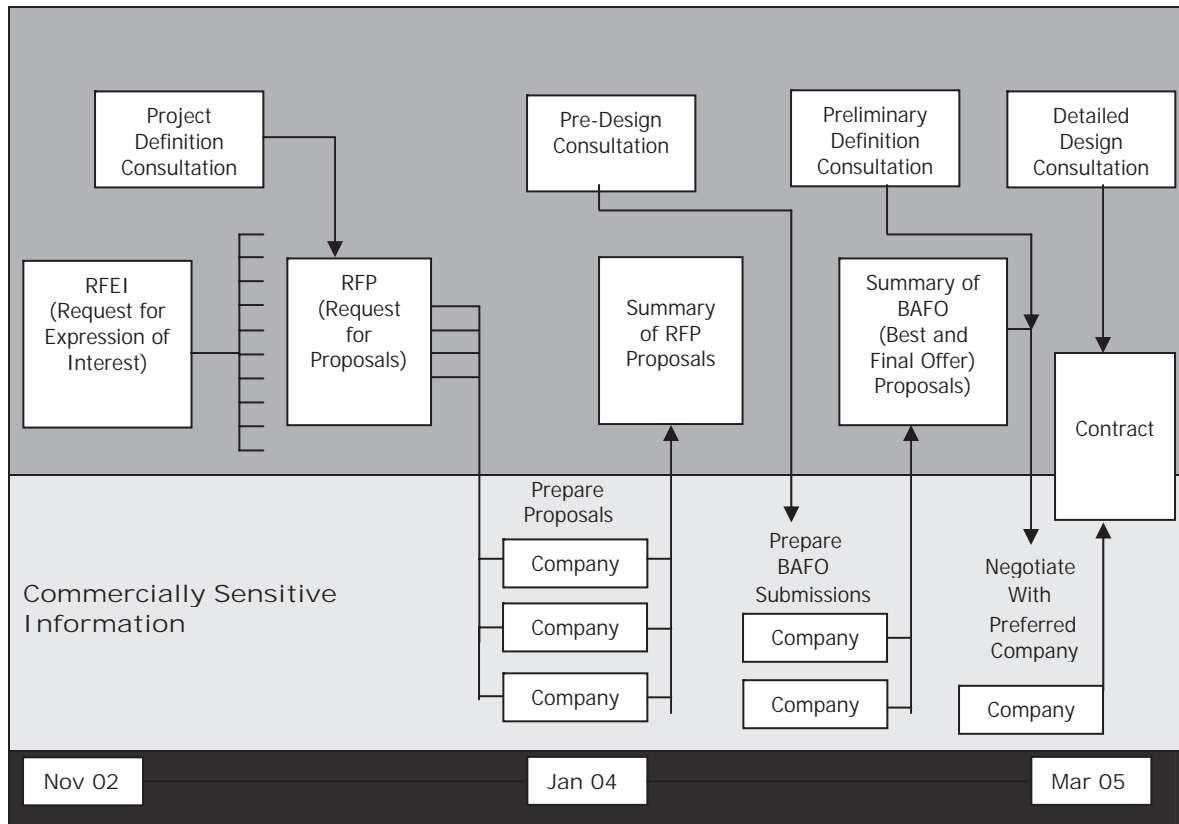 Project
Definition
Consultation
Pre-Design
Consultation
Preliminary
Definition
Consultation
Detailed
Design
Consultation
RFEI
(Request for
Expression of
Interest)
RFP
(Request
for
Proposals)
Summary
of RFP
Proposals
Summary of
BAFO
(Best and
Final Offer)
Proposals)
Contract
Commercially Sensitive
Information
Prepare
Proposals
Company
Company
Company
Prepare
BAFO
Submissions
Company
Company
Negotiate
With
Preferred
Company
Company
Nov 02
Jan 04
Mar 05